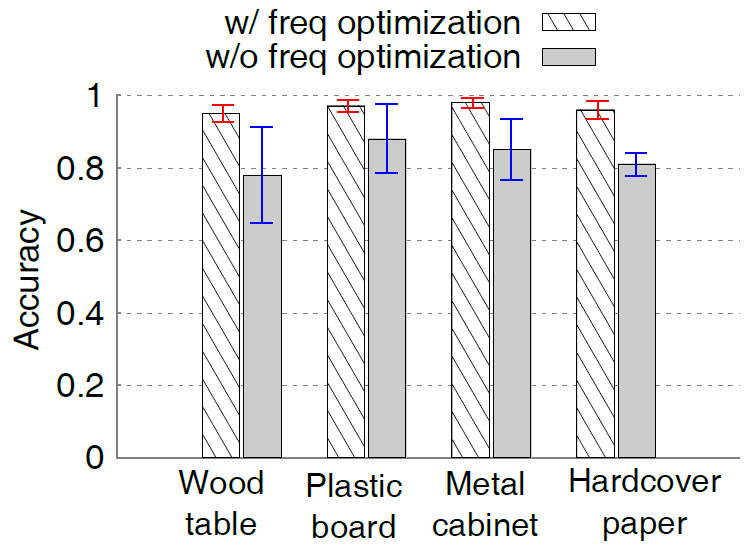 w/ freq optimization
w/o freq optimization
1
0.8
0.6
0.4
0.2
0
Accuracy
Wood table
Plastic board
Metal cabinet
Hardcover paper